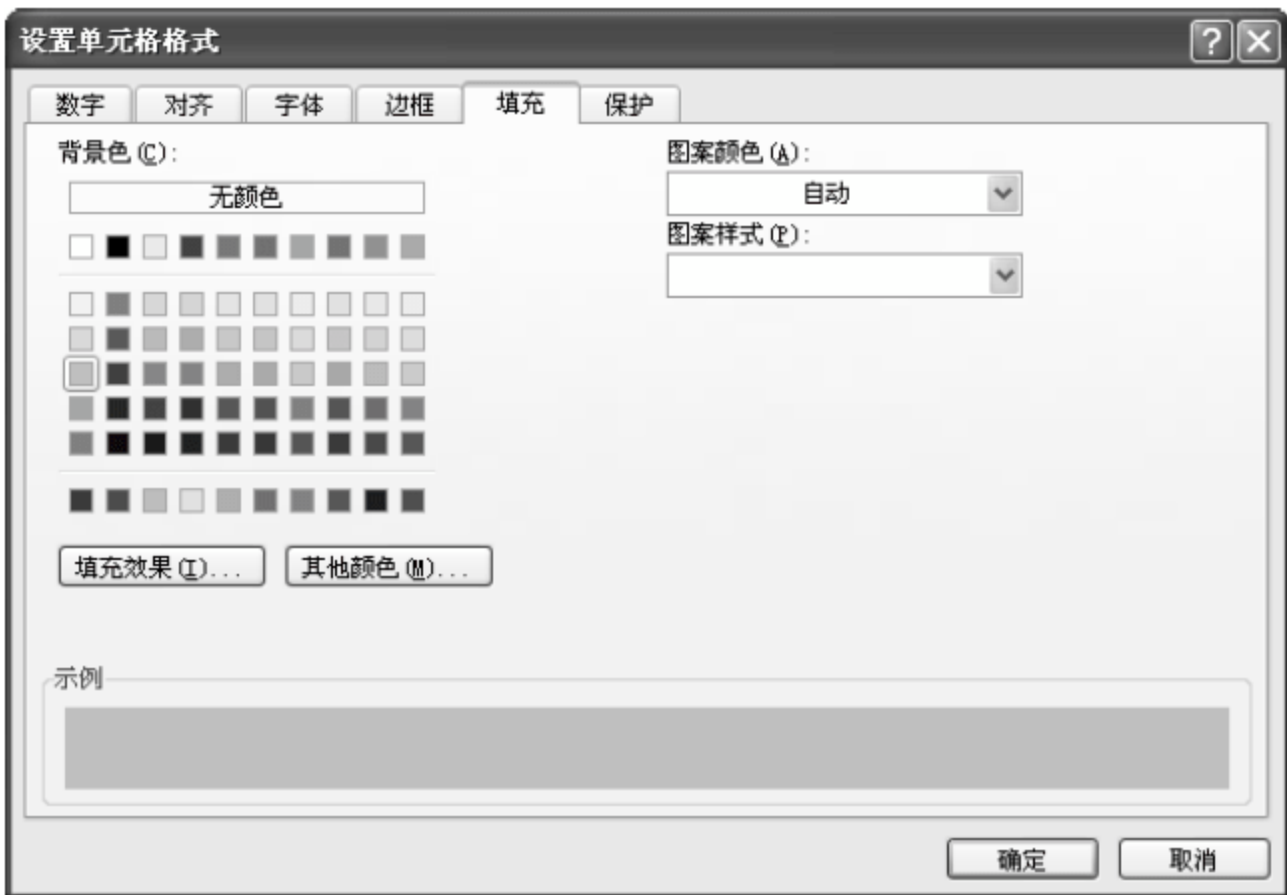 设置单元格格式
数字 对齐 字体 边框 填充 保护
背景色(C):
无颜色
图案颜色(A):
自动
图案样式(P):
填充效果(I)... 其他颜色(M)...
示例
确定 取消